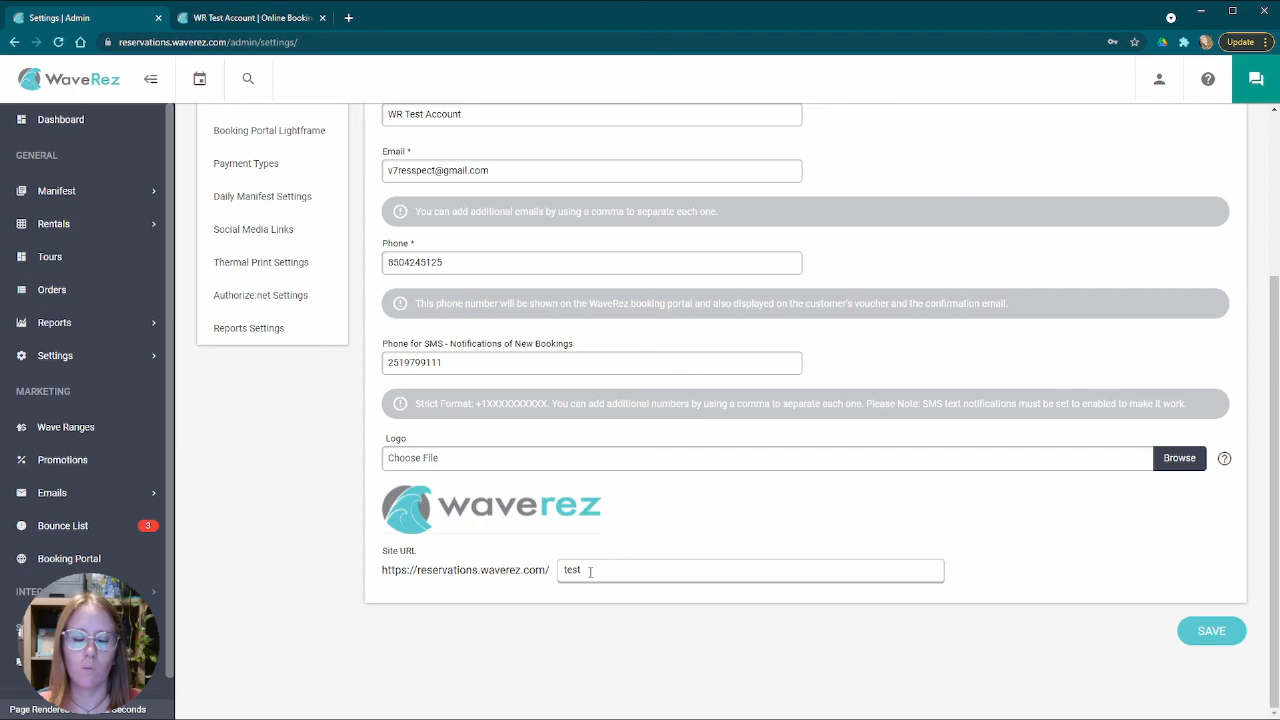 Settings | Admin
WR Test Account | Online Bookin
reservations.waverez.com/admin/settings/
Update
WaveRez
Dashboard
GENERAL
Manifest
Rentals
Tours
Orders
Reports
Settings
MARKETING
Wave Ranges
Promotions
Emails
Bounce List 3
Booking Portal
Page Rendered
Seconds
Booking Portal Lightframe
Payment Types
Daily Manifest Settings
Social Media Links
Thermal Print Settings
Authorize.net Settings
Reports Settings
WR Test Account
Email *
v7resspect@gmail.com
You can add additional emails by using a comma to separate each one.
Phone *
8504245125
This phone number will be shown on the WaveRez booking portal and also displayed on the customer's voucher and the confirmation email.
Phone for SMS - Notifications of New Bookings
2519799111
Strict Format: +1XXXXXXXXXX. You can add additional numbers by using a comma to separate each one. Please Note: SMS text notifications must be set to enabled to make it work.
Logo
Choose File Browse
waverez
Site URL
https://reservations.waverez.com/ test
SAVE